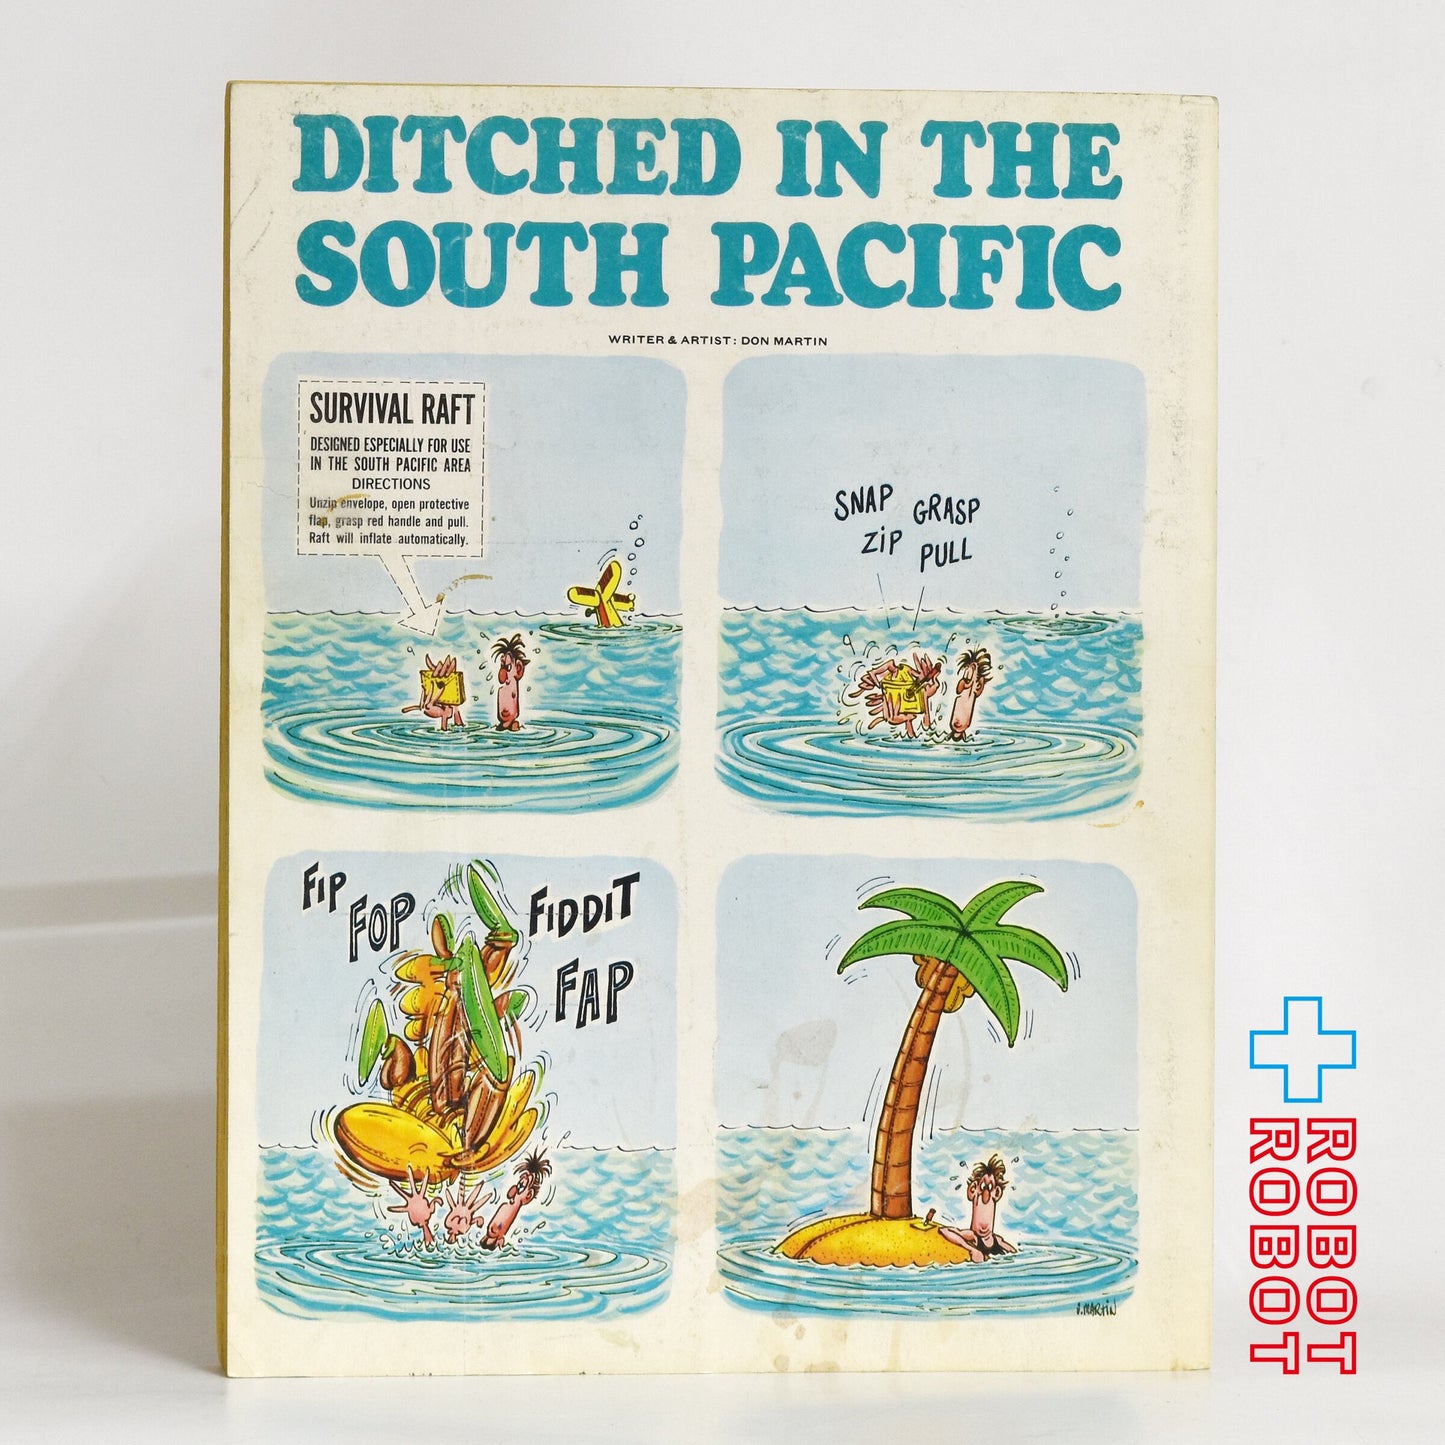 DITCHED IN THE
SOUTH PACIFIC
WRITER & ARTIST: DON MARTIN
SURVIVAL RAFT
DESIGNED ESPECIALLY FOR USE
IN THE SOUTH PACIFIC AREA
DIRECTIONS
Unzip envelope, open protective
flap, grasp red handle and pull.
Raft will inflate automatically.
SNAP GRASP
ZiP PULL
FIP
FOP
FIDDIT
FAP
D. MARTIN
ROBOT
ROBOT